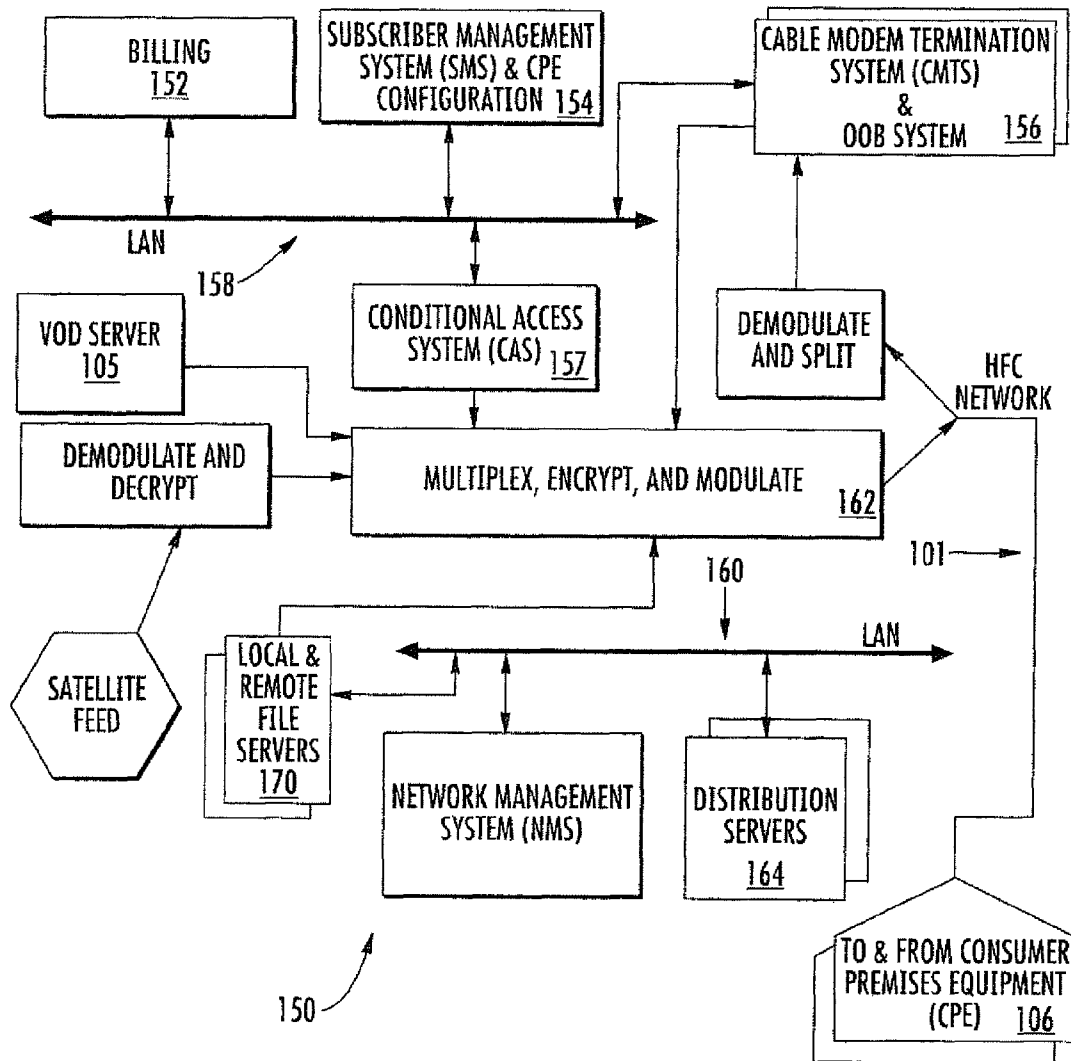 BILLING
152
SUBSCRIBER MANAGEMENT
SYSTEM (SMS) & CPE
CONFIGURATION 154
CABLE MODEM TERMINATION
SYSTEM (CMTS)
&
OOB SYSTEM 156
LAN
158
VOD SERVER
105
CONDITIONAL ACCESS
SYSTEM (CAS) 157
DEMODULATE
AND SPLIT
HFC
NETWORK
DEMODULATE AND
DECRYPT
MULTIPLEX, ENCRYPT, AND MODULATE
162
101
160
LAN
SATELLITE
FEED
LOCAL &
REMOTE
FILE
SERVERS
170
NETWORK MANAGEMENT
SYSTEM (NMS)
DISTRIBUTION
SERVERS
164
150
TO & FROM CONSUMER
PREMISES EQUIPMENT
(CPE) 106